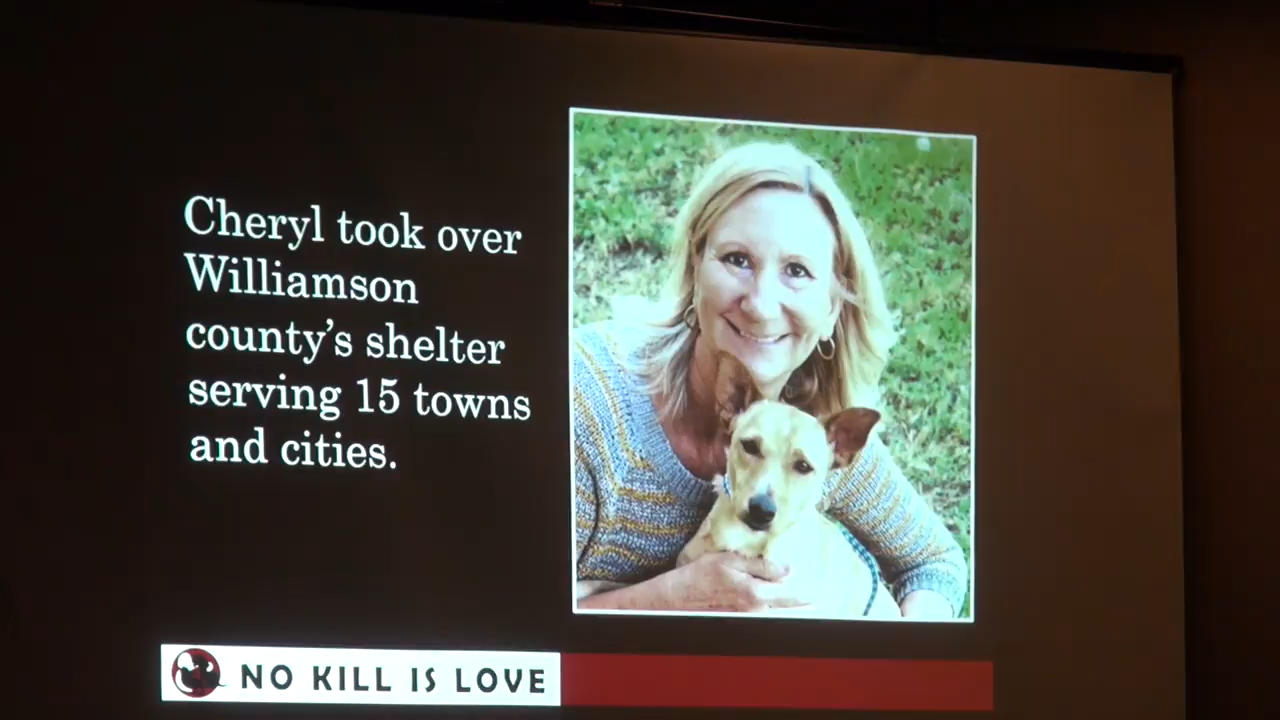 Cheryl took over
Williamson
county's shelter
serving 15 towns
and cities.
NO KILL IS LOVE